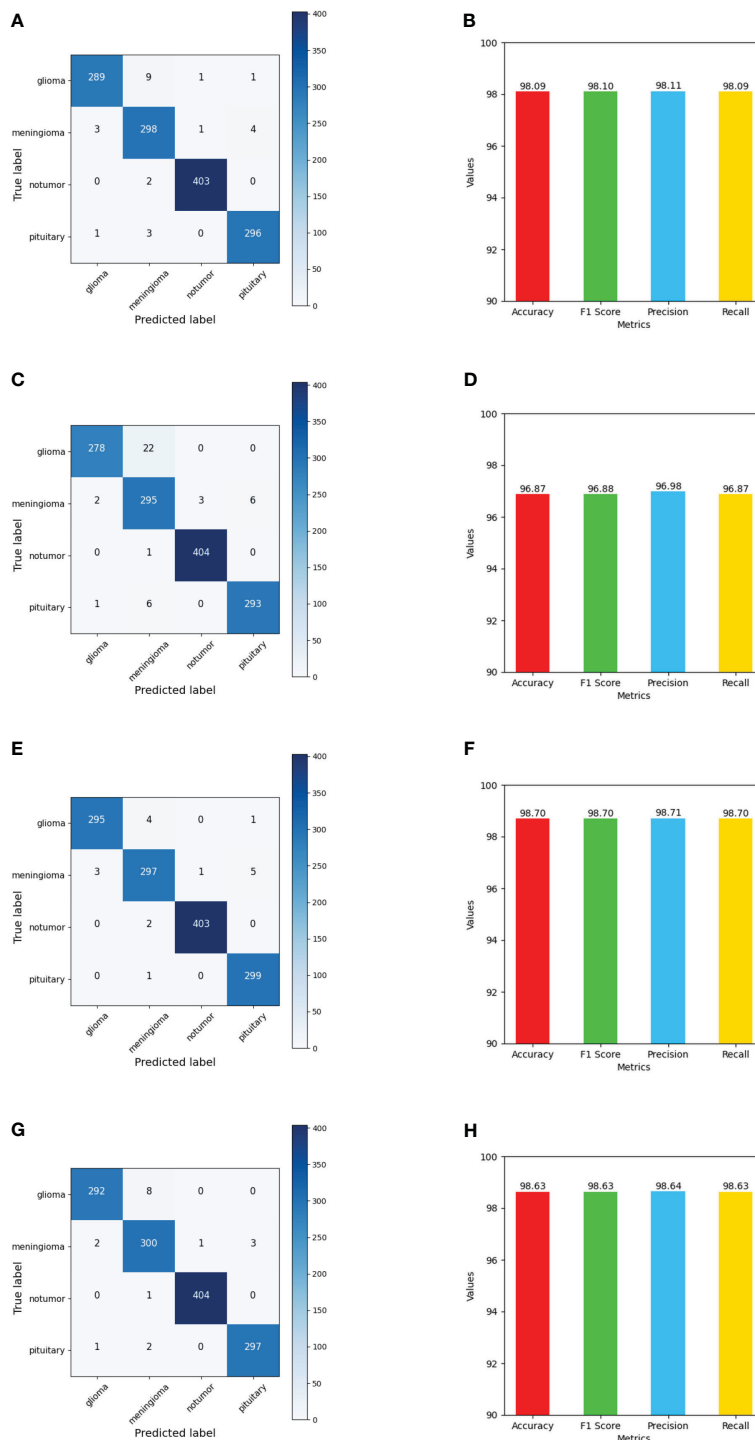 A
True label
glioma 289 9 1 1
meningioma 3 298 1 4
notumor 0 2 403 0
pituitary 1 3 0 296
glioma meningioma notumor pituitary
Predicted label
400
350
300
250
200
150
100
50
0
B
Values
100
98
96
94
92
90
98.09 98.10 98.11 98.09
Accuracy F1 Score Precision Recall
Metrics
C
True label
glioma 278 22 0 0
meningioma 2 295 3 6
notumor 0 1 404 0
pituitary 1 6 0 293
glioma meningioma notumor pituitary
Predicted label
400
350
300
250
200
150
100
50
0
D
Values
100
98
96
94
92
90
96.87 96.88 96.98 96.87
Accuracy F1 Score Precision Recall
Metrics
E
True label
glioma 295 4 0 1
meningioma 3 297 1 5
notumor 0 2 403 0
pituitary 0 1 0 299
glioma meningioma notumor pituitary
Predicted label
400
350
300
250
200
150
100
50
0
F
Values
100
98
96
94
92
90
98.70 98.70 98.71 98.70
Accuracy F1 Score Precision Recall
Metrics
G
True label
glioma 292 8 0 0
meningioma 2 300 1 3
notumor 0 1 404 0
pituitary 1 2 0 297
glioma meningioma notumor pituitary
Predicted label
400
350
300
250
200
150
100
50
0
H
Values
100
98
96
94
92
90
98.63 98.63 98.64 98.63
Accuracy F1 Score Precision Recall
Metrics